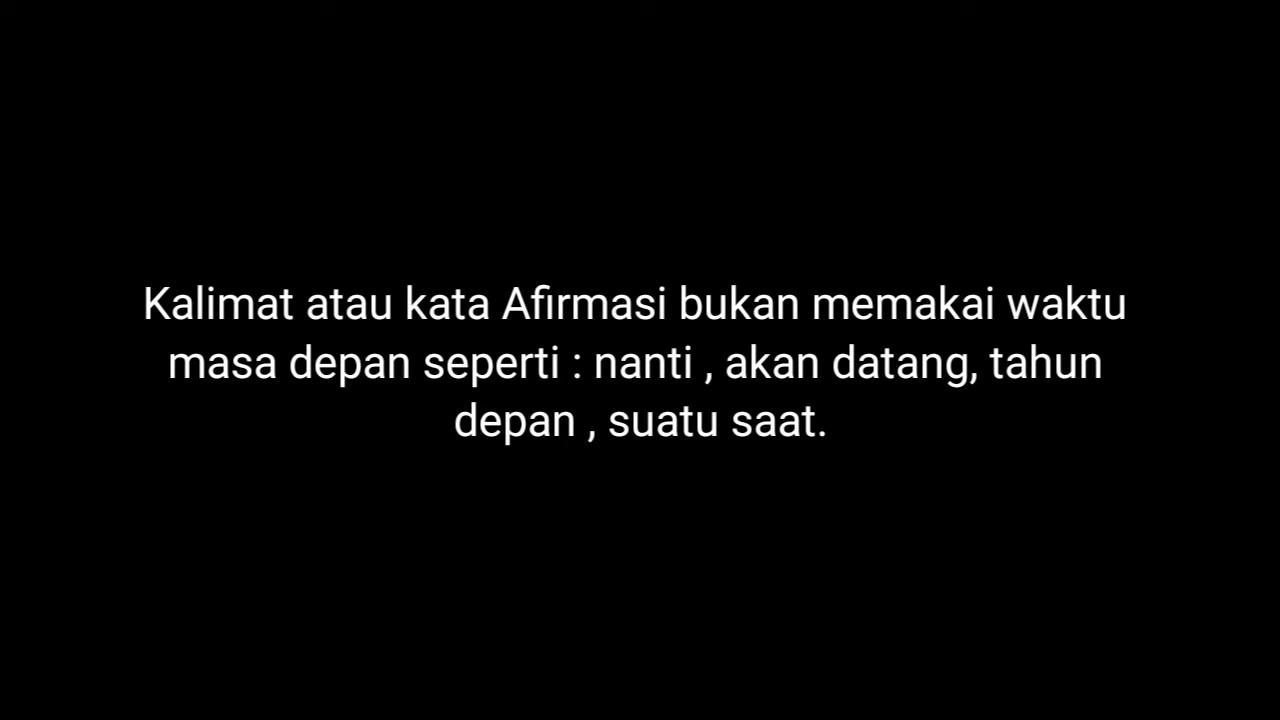 Kalimat atau kata Afirmasi bukan memakai waktu
masa depan seperti : nanti , akan datang, tahun
depan , suatu saat.